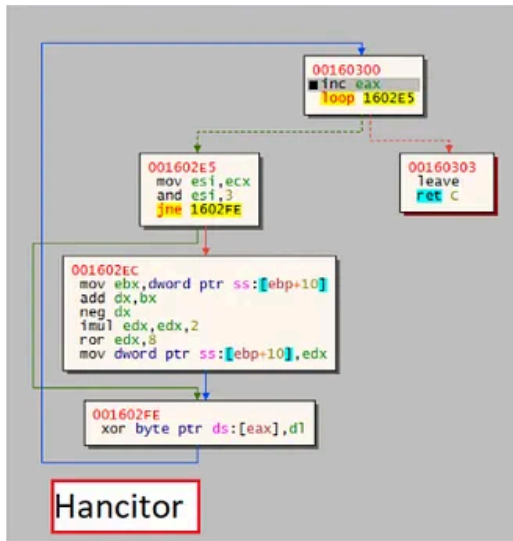 00160300
inc eax
loop 1602E5
001602E5
mov esi,ecx
and esi,3
jne 1602FE
00160303
leave
ret C
001602EC
mov ebx,dword ptr ss:[ebp+10]
add dx,bx
neg dx
imul edx,edx,2
ror edx,8
mov dword ptr ss:[ebp+10],edx
001602FE
xor byte ptr ds:[eax],dl
Hancitor